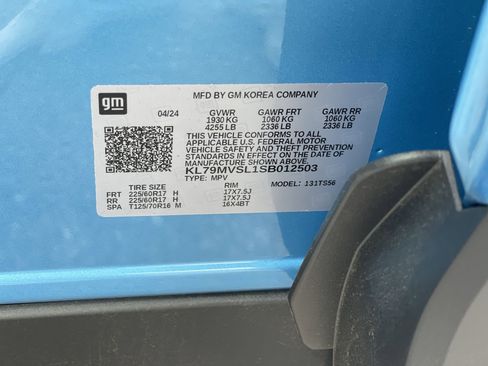 gm
MFD BY GM KOREA COMPANY
04/24 GVWR GAWR FRT GAWR RR
1930 KG 1060 KG 1060 KG
4255 LB 2336 LB 2336 LB
THIS VEHICLE CONFORMS TO ALL
APPLICABLE U.S. FEDERAL MOTOR
VEHICLE SAFETY AND THEFT PREVENTION
STANDARDS IN EFFECT ON THE DATE OF
MANUFACTURE SHOWN ABOVE.
KL79MVSL1SB012503
TYPE: MPV MODEL: 131TS56
TIRE SIZE RIM
FRT 225/60R17 H 17X7.5J
RR 225/60R17 H 17X7.5J
SPA T125/70R16 M 16X4BT